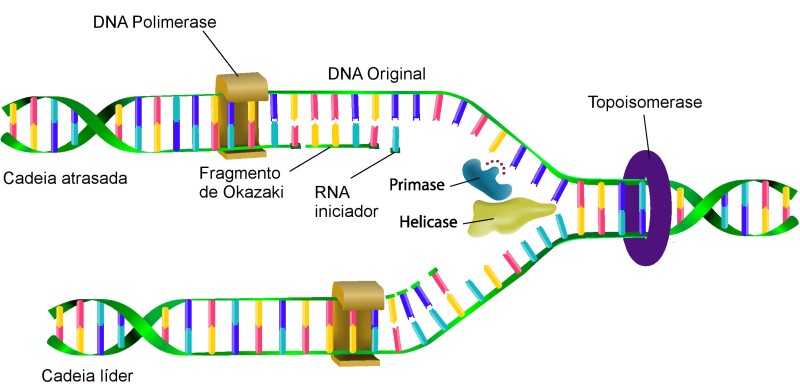 DNA Polimerase
DNA Original
Topoisomerase
Cadeia atrasada
Fragmento
de Okazaki
RNA
iniciador
Primase
Helicase
Cadeia líder